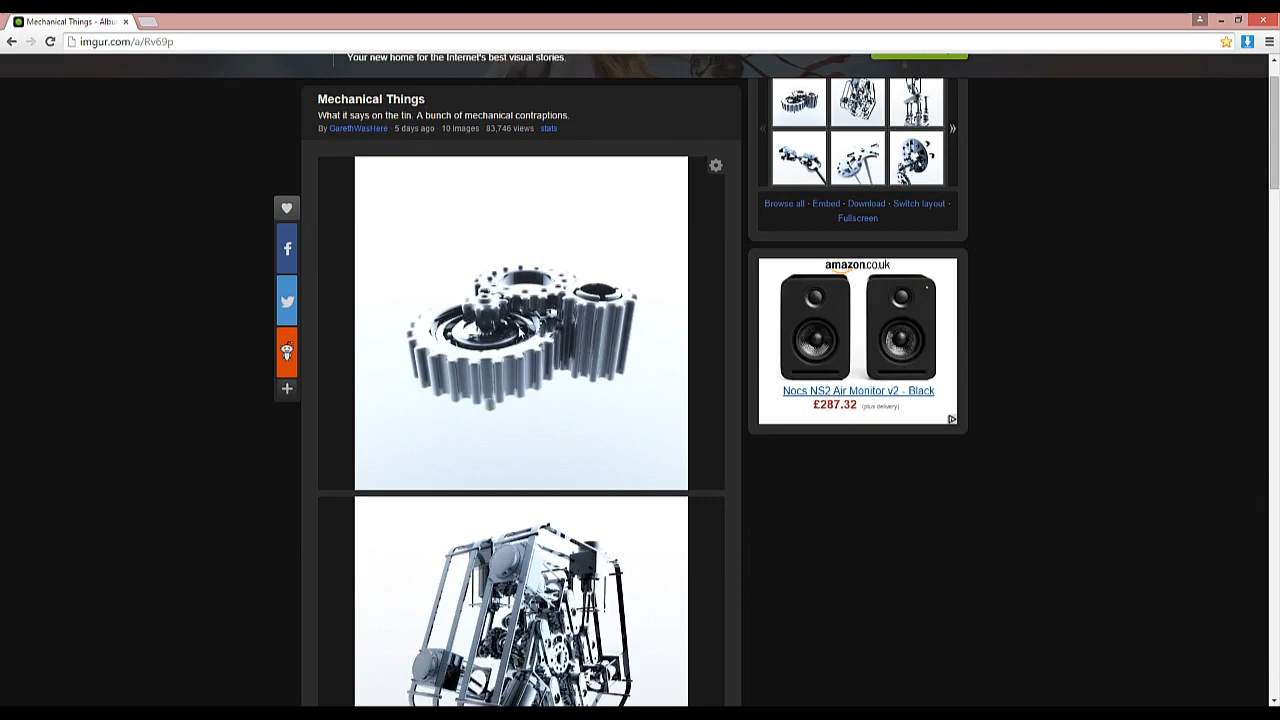 Mechanical Things - Albu
imgur.com/a/Rv69p
Your new home for the Internet's best visual stories.
Mechanical Things
What it says on the tin. A bunch of mechanical contraptions.
By GarethWasHere · 5 days ago · 10 images · 83,746 views · stats
Browse all · Embed · Download · Switch layout ·
Fullscreen
amazon.co.uk
Nocs NS2 Air Monitor v2 - Black
£287.32 (plus delivery)